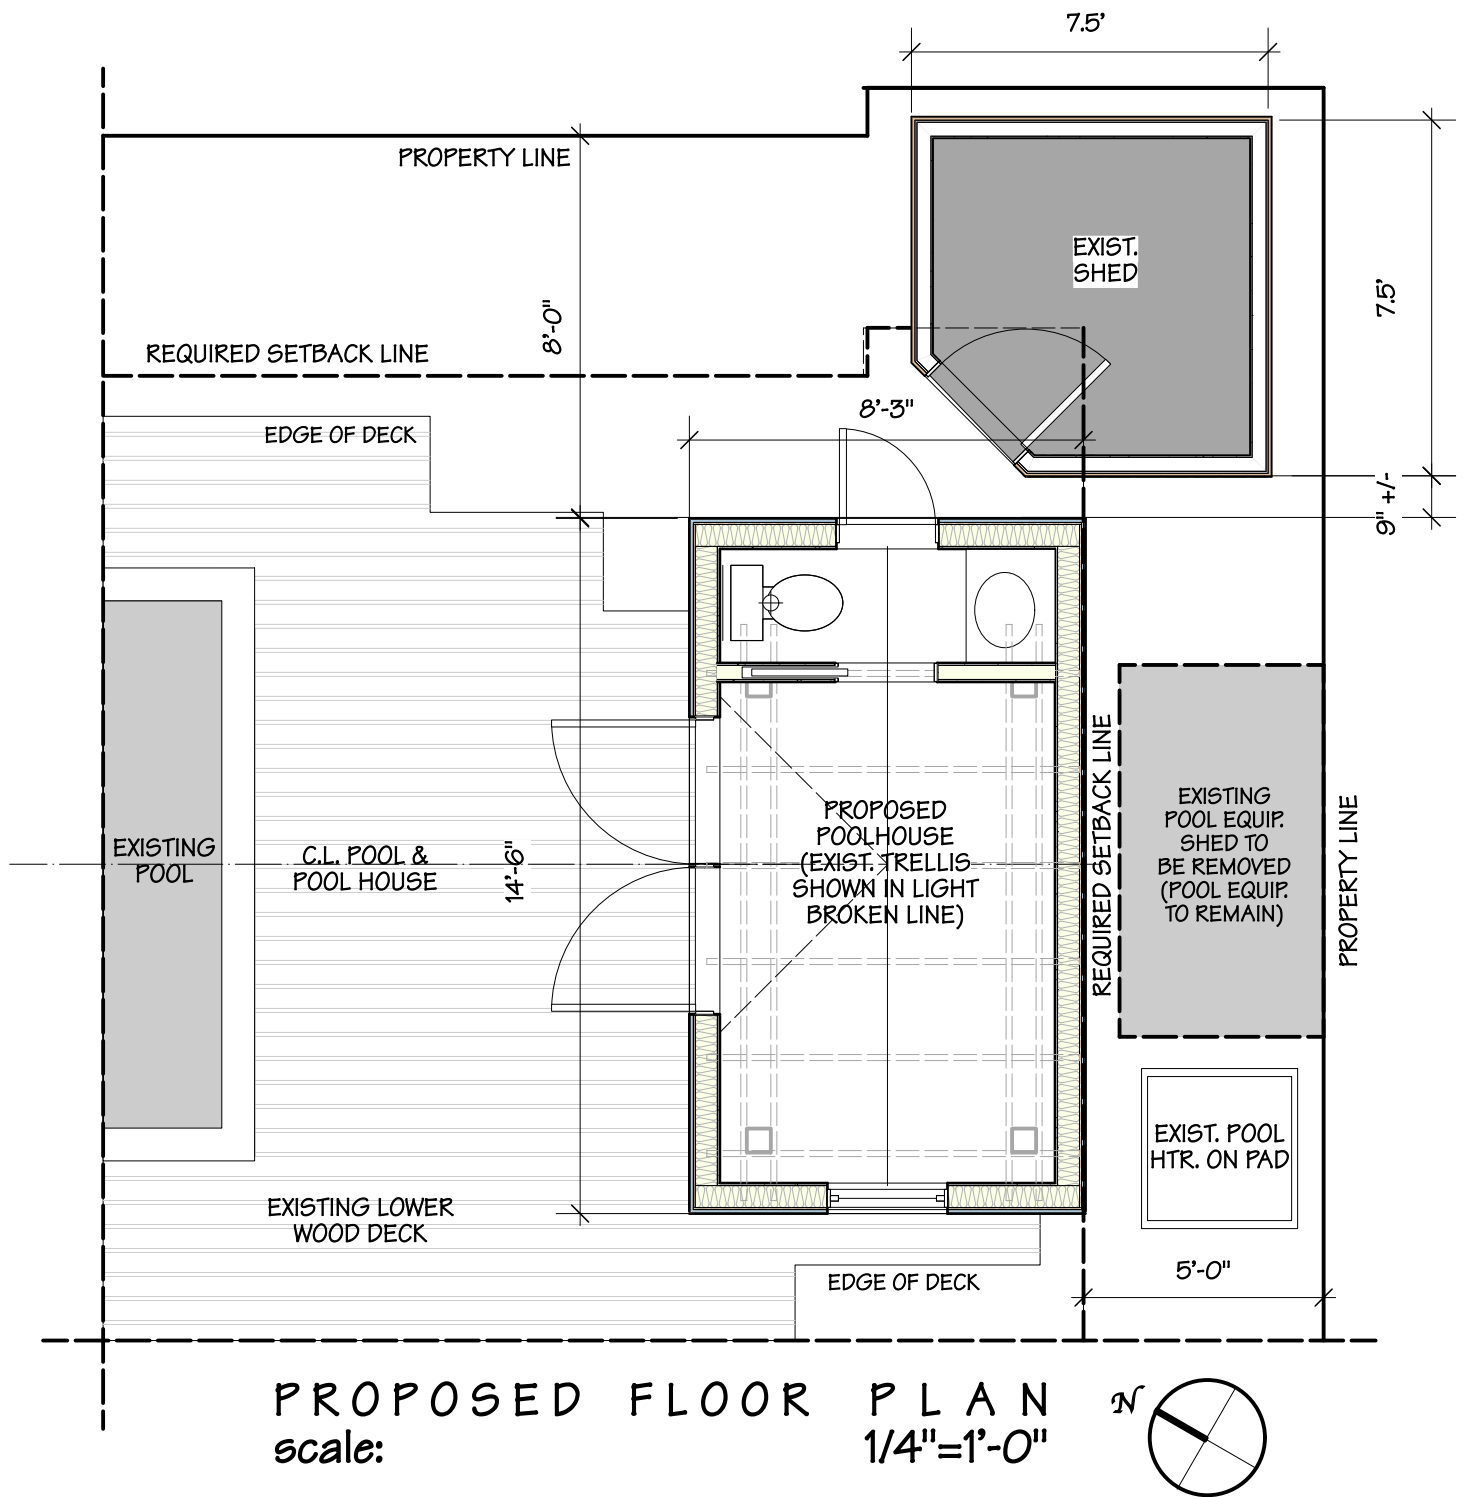 7.5'
PROPERTY LINE
EXIST.
SHED
7.5'
8'-0"
REQUIRED SETBACK LINE
8'-3"
EDGE OF DECK
9" +/-
EXISTING
POOL
C.L. POOL &
POOL HOUSE
14'-6"
PROPOSED
POOLHOUSE
(EXIST. TRELLIS
SHOWN IN LIGHT
BROKEN LINE)
REQUIRED SETBACK LINE
EXISTING
POOL EQUIP.
SHED TO
BE REMOVED
(POOL EQUIP.
TO REMAIN)
PROPERTY LINE
EXIST. POOL
HTR. ON PAD
EXISTING LOWER
WOOD DECK
EDGE OF DECK
5'-0"
PROPOSED FLOOR PLAN
scale: 1/4"=1'-0"
N